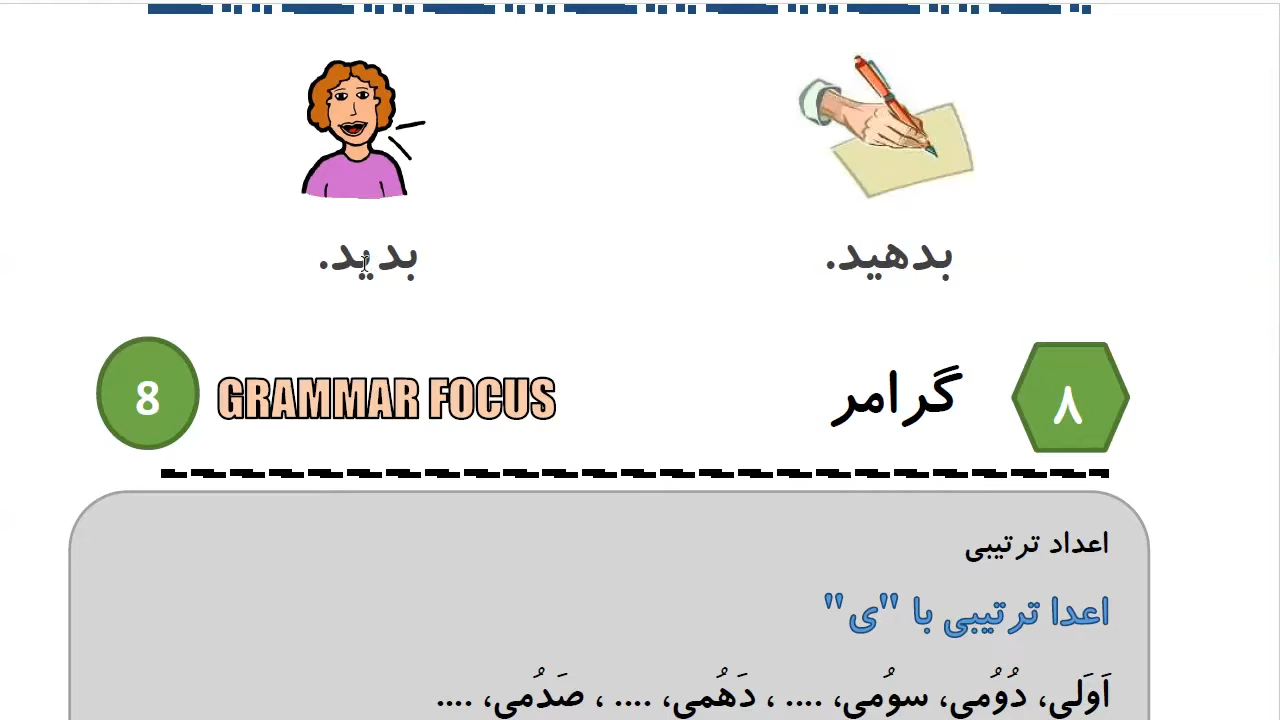 بدهید.
بدید.
۸ گرامر
GRAMMAR FOCUS 8
اعداد ترتیبی
اعدا ترتیبی با "ی"
اَوَلی، دُوُمی، سوُمی، .... ، دَهُمی، .... ، صَدُمی، ....